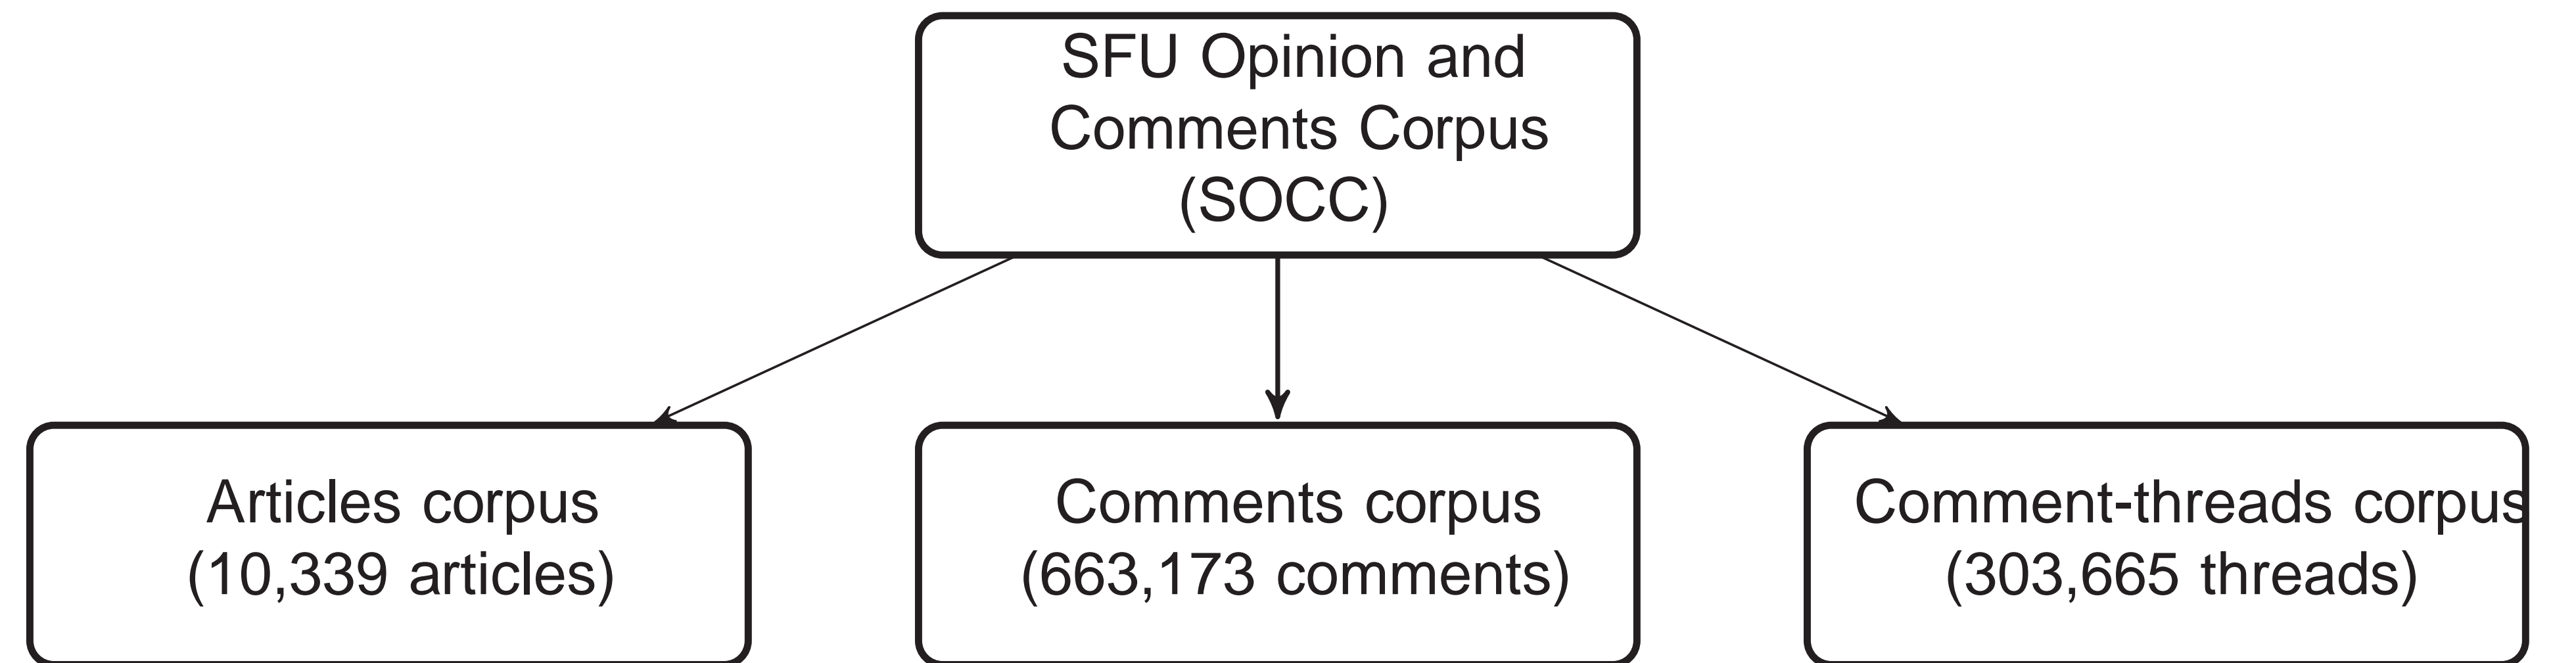 SFU Opinion and
Comments Corpus
(SOCC)
Articles corpus
(10,339 articles)
Comments corpus
(663,173 comments)
Comment-threads corpus
(303,665 threads)